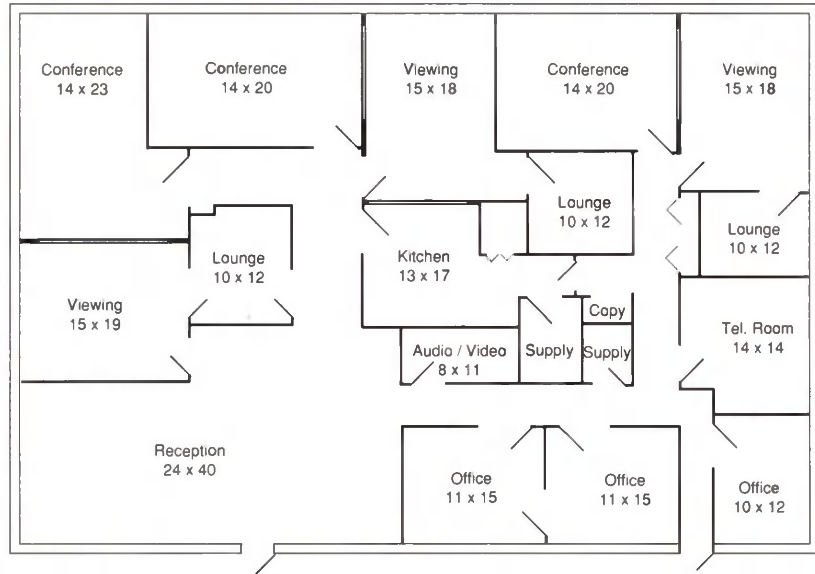 Conference
14 x 23
Conference
14 x 20
Viewing
15 x 18
Conference
14 x 20
Viewing
15 x 18
Lounge
10 x 12
Lounge
10 x 12
Lounge
10 x 12
Kitchen
13 x 17
Viewing
15 x 19
Copy
Tel. Room
14 x 14
Audio / Video
8 x 11
Supply
Supply
Reception
24 x 40
Office
11 x 15
Office
11 x 15
Office
10 x 12